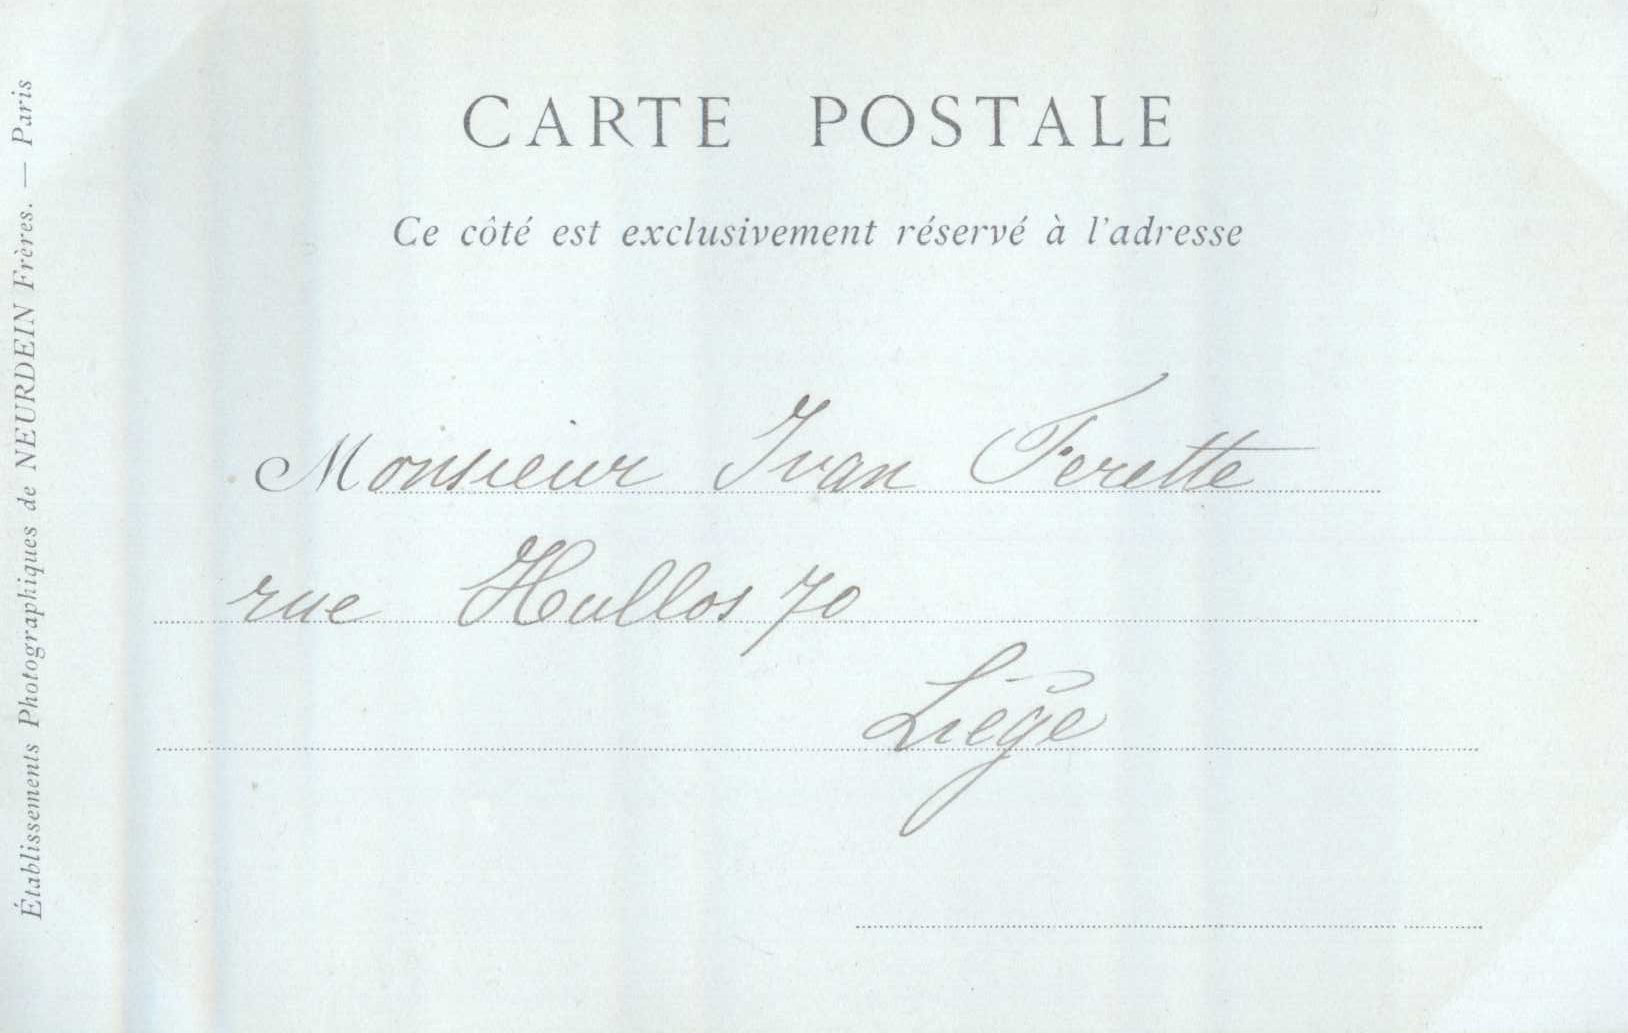 CARTE POSTALE
Ce côté est exclusivement réservé à l'adresse
Monsieur Ivan Ferette
rue Hullos 70
Liège
Établissements Photographiques de NEURDEIN Frères. — Paris